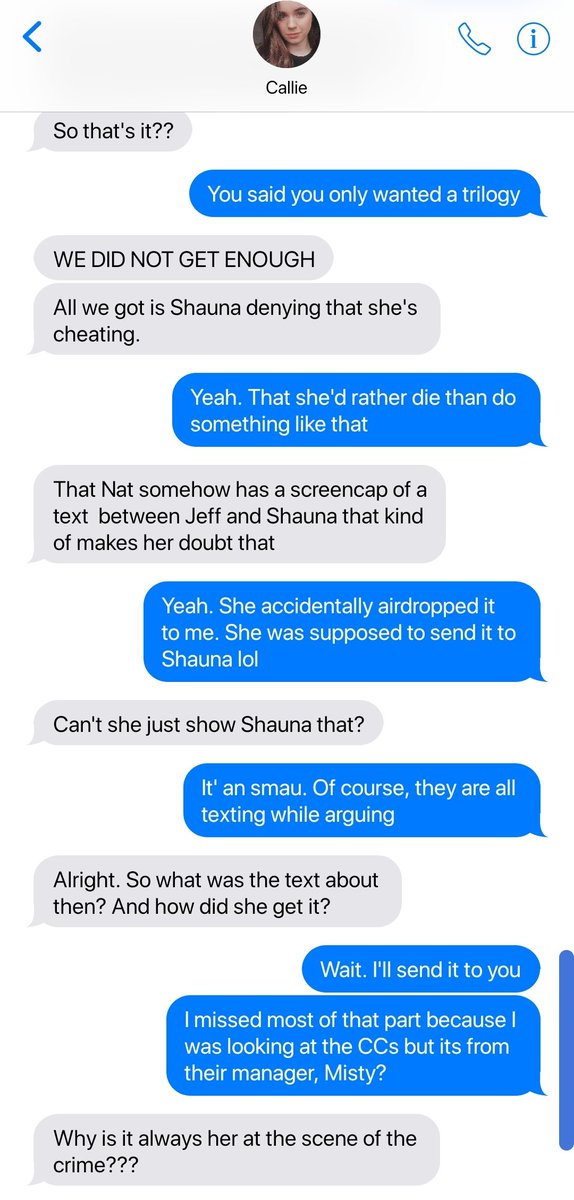 Callie
So that's it??
You said you only wanted a trilogy
WE DID NOT GET ENOUGH
All we got is Shauna denying that she's
cheating.
Yeah. That she'd rather die than do
something like that
That Nat somehow has a screencap of a
text  between Jeff and Shauna that kind
of makes her doubt that
Yeah. She accidentally airdropped it
to me. She was supposed to send it to
Shauna lol
Can't she just show Shauna that?
It' an smau. Of course, they are all
texting while arguing
Alright. So what was the text about
then? And how did she get it?
Wait. I'll send it to you
I missed most of that part because I
was looking at the CCs but its from
their manager, Misty?
Why is it always her at the scene of the
crime???